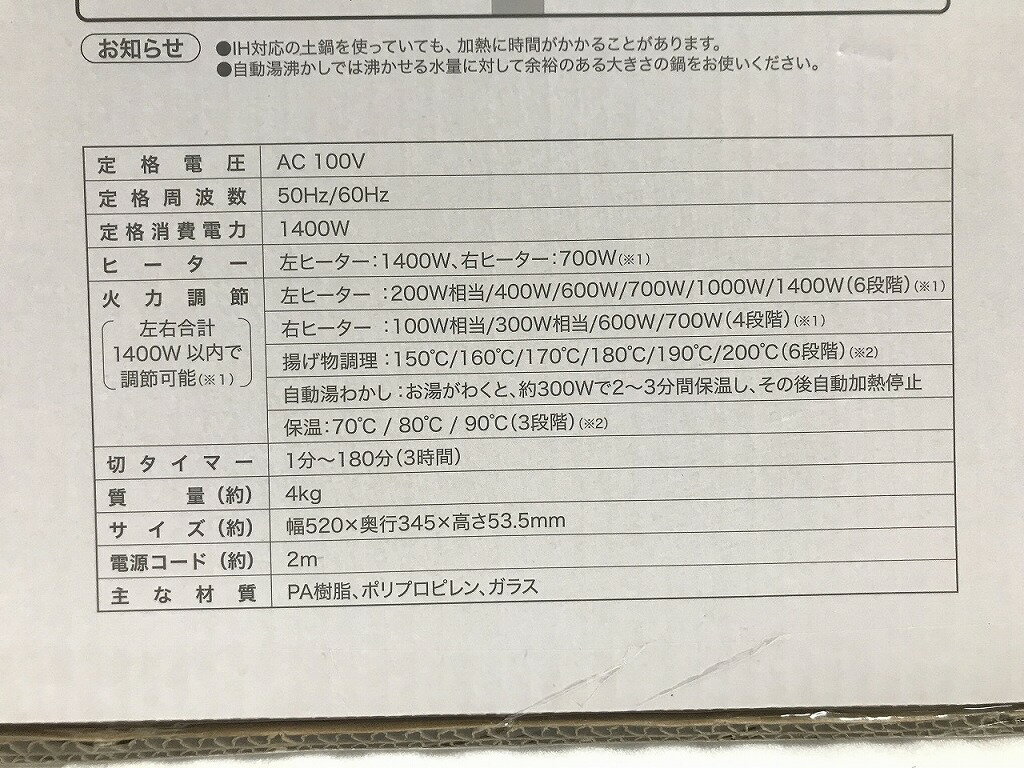 お知らせ
●IH対応の土鍋を使っていても、加熱に時間がかかることがあります。
●自動湯沸かしでは沸かせる水量に対して余裕のある大きさの鍋をお使いください。
定格電圧 AC 100V
定格周波数 50Hz/60Hz
定格消費電力 1400W
ヒーター 左ヒーター：1400W、右ヒーター：700W(※1)
火力調節
左右合計
1400W 以内で
調節可能(※1)
左ヒーター ：200W相当/400W/600W/700W/1000W/1400W(6段階)(※1)
右ヒーター ：100W相当/300W相当/600W/700W(4段階)(※1)
揚げ物調理：150℃/160℃/170℃/180℃/190℃/200℃(6段階)(※2)
自動湯わかし：お湯がわくと、約300Wで2〜3分間保温し、その後自動加熱停止
保温：70℃ / 80℃ / 90℃(3段階)(※2)
切タイマー 1分〜180分(3時間)
質量(約) 4kg
サイズ(約) 幅520×奥行345×高さ53.5mm
電源コード(約) 2m
主な材質 PA樹脂、ポリプロピレン、ガラス